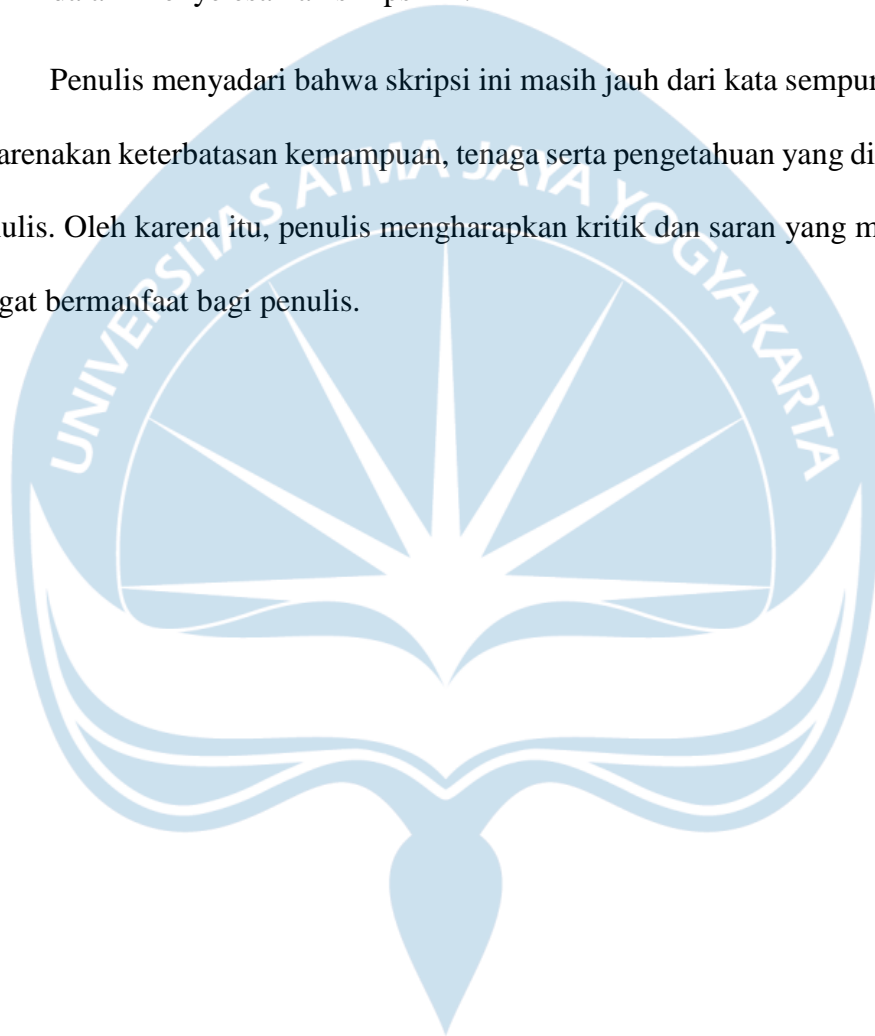 Penulis menyadari bahwa skripsi ini masih jauh dari kata sempur
arenakan keterbatasan kemampuan, tenaga serta pengetahuan yang di
ulis. Oleh karena itu, penulis mengharapkan kritik dan saran yang m
gat bermanfaat bagi penulis.
UNIVERSITAS ATMA JAYA YOGYAKARTA